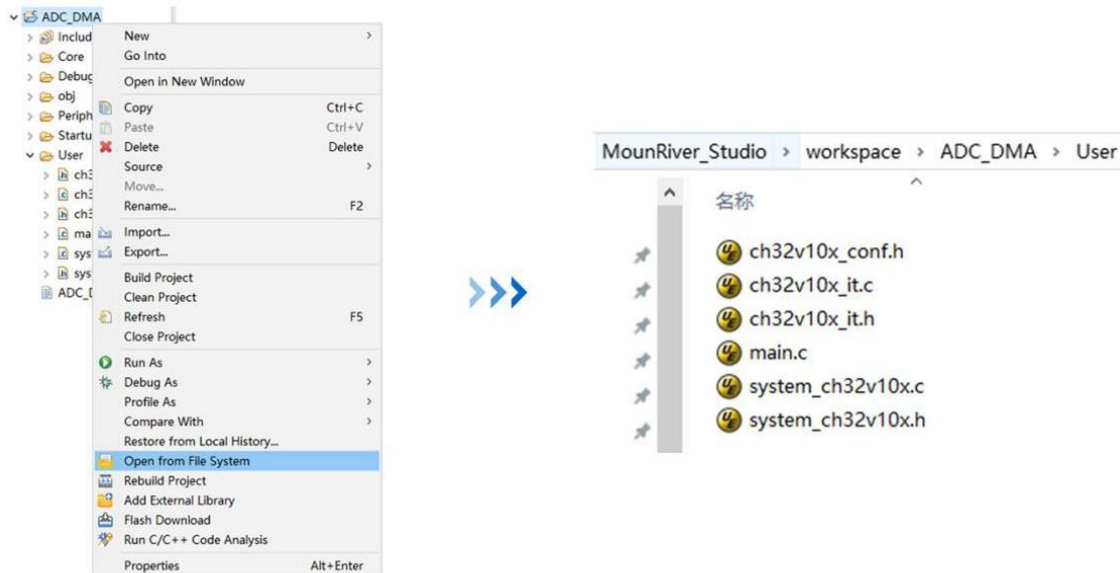 ADC_DMA
Includ
Core
Debug
obj
Periph
Startu
User
ch3
ch3
ch3
ma
sys
sys
ADC_D
New
Go Into
Open in New Window
Copy Ctrl+C
Paste Ctrl+V
Delete Delete
Source
Move...
Rename... F2
Import...
Export...
Build Project
Clean Project
Refresh F5
Close Project
Run As
Debug As
Profile As
Compare With
Restore from Local History...
Open from File System
Rebuild Project
Add External Library
Flash Download
Run C/C++ Code Analysis
Properties Alt+Enter
MounRiver_Studio › workspace › ADC_DMA › User
名称
ch32v10x_conf.h
ch32v10x_it.c
ch32v10x_it.h
main.c
system_ch32v10x.c
system_ch32v10x.h